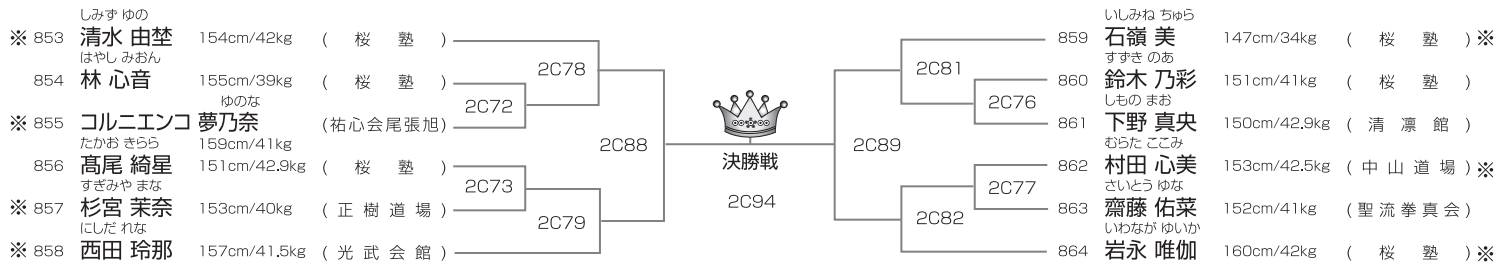 しみず ゆの
※ 853 清水 由埜 154cm/42kg ( 桜 塾 )
はやし みおん
854 林 心音 155cm/39kg ( 桜 塾 )
ゆのな
※ 855 コルニエンコ 夢乃奈 (祐心会尾張旭)
159cm/41kg
たかお きらら
856 髙尾 綺星 151cm/42.9kg ( 桜 塾 )
すぎみや まな
※ 857 杉宮 茉奈 153cm/40kg ( 正 樹 道 場 )
にしだ れな
※ 858 西田 玲那 157cm/41.5kg ( 光 武 会 館 )
2C78
2C72
2C88
2C73
2C79
決勝戦
2C94
2C81
2C76
2C89
2C77
2C82
いしみね ちゅら
859 石嶺 美 147cm/34kg ( 桜 塾 ) ※
すずき のあ
860 鈴木 乃彩 151cm/41kg ( 桜 塾 )
しもの まお
861 下野 真央 150cm/42.9kg ( 清 凛 館 )
むらた ここみ
862 村田 心美 153cm/42.5kg ( 中 山 道 場 ) ※
さいとう ゆな
863 齋藤 佑菜 152cm/41kg (聖流拳真会)
いわなが ゆいか
864 岩永 唯伽 160cm/42kg ( 桜 塾 ) ※